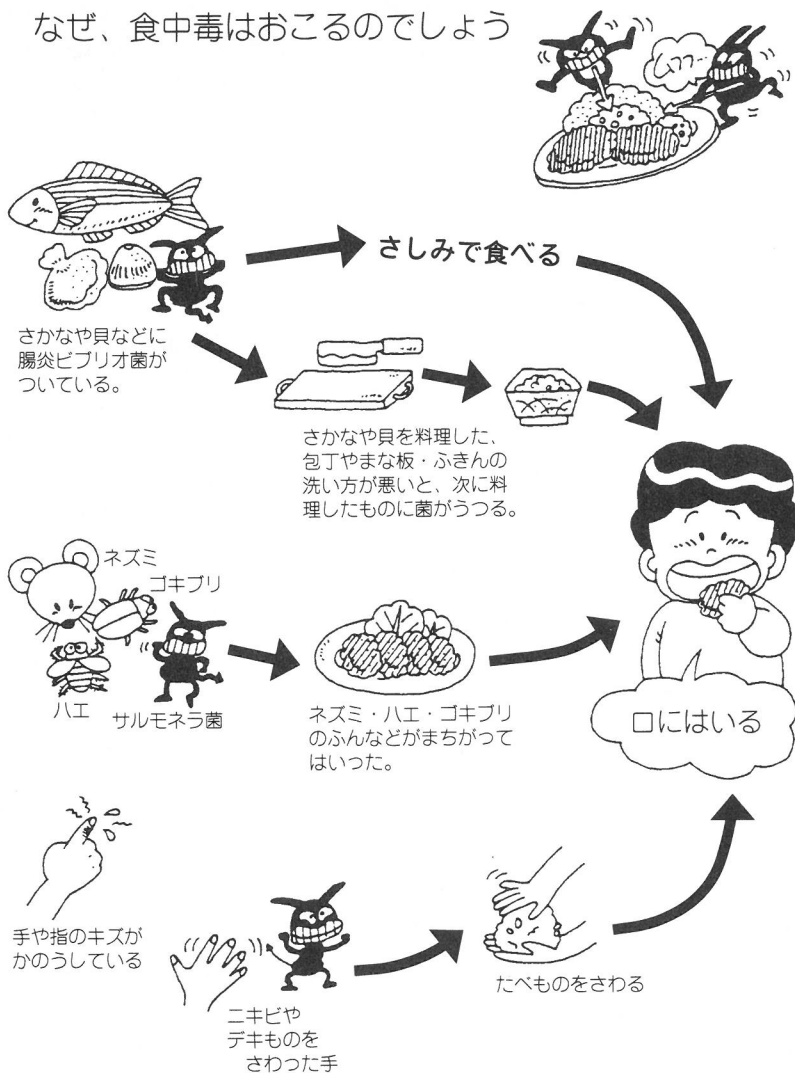 なぜ、食中毒はおこるのでしょう
さかなや貝などに
腸炎ビブリオ菌が
ついている。
さしみで食べる
さかなや貝を料理した、
包丁やまな板・ふきんの
洗い方が悪いと、次に料
理したものに菌がうつる。
ネズミ
ゴキブリ
ハエ
サルモネラ菌
ネズミ・ハエ・ゴキブリ
のふんなどがまちがって
はいった。
口にはいる
手や指のキズが
かのうしている
ニキビや
デキものを
さわった手
たべものをさわる